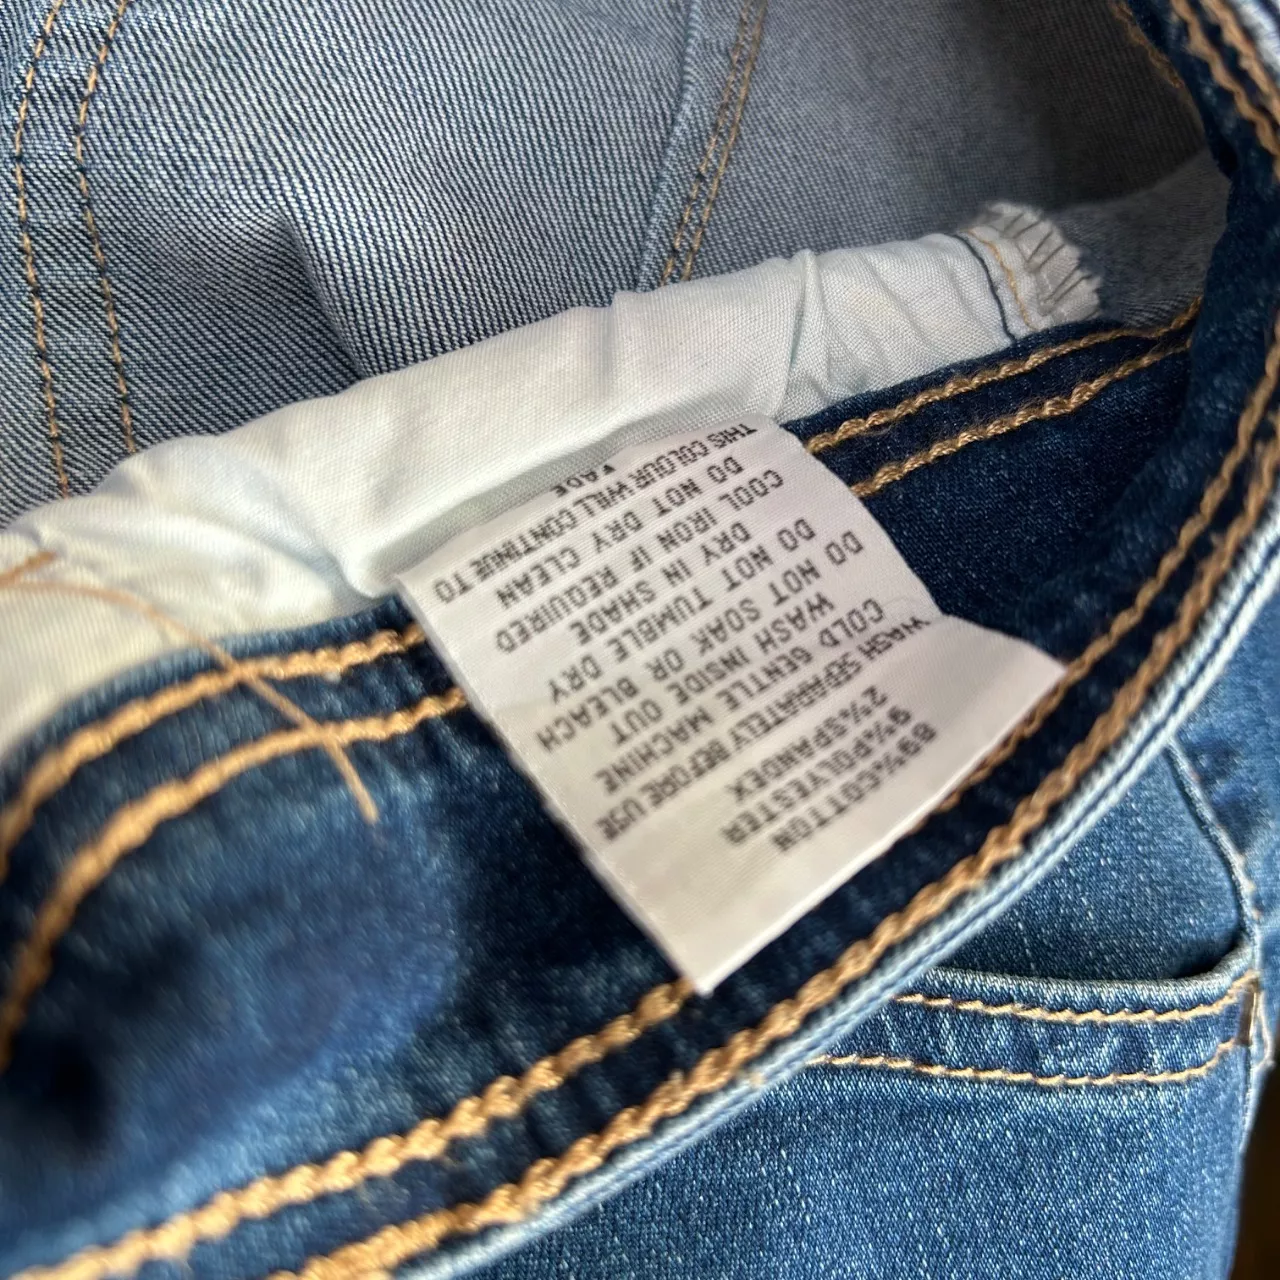 89%COTTON
9%POLYESTER
2%SPANDEX
WASH SEPARATELY BEFORE USE
COLD GENTLE MACHINE
WASH INSIDE OUT
DO NOT SOAK OR BLEACH
DO NOT TUMBLE DRY
DRY IN SHADE
COOL IRON IF REQUIRED
DO NOT DRY CLEAN
THIS COLOUR WILL CONTINUE TO
FADE